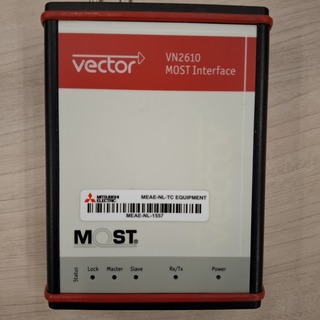 vector
VN2610
MOST Interface
MITSUBISHI
ELECTRIC
MEAE-NL-TC EQUIPMENT
MEAE-NL-1557
MOST®
Status
Lock Master Slave Rx/Tx Power